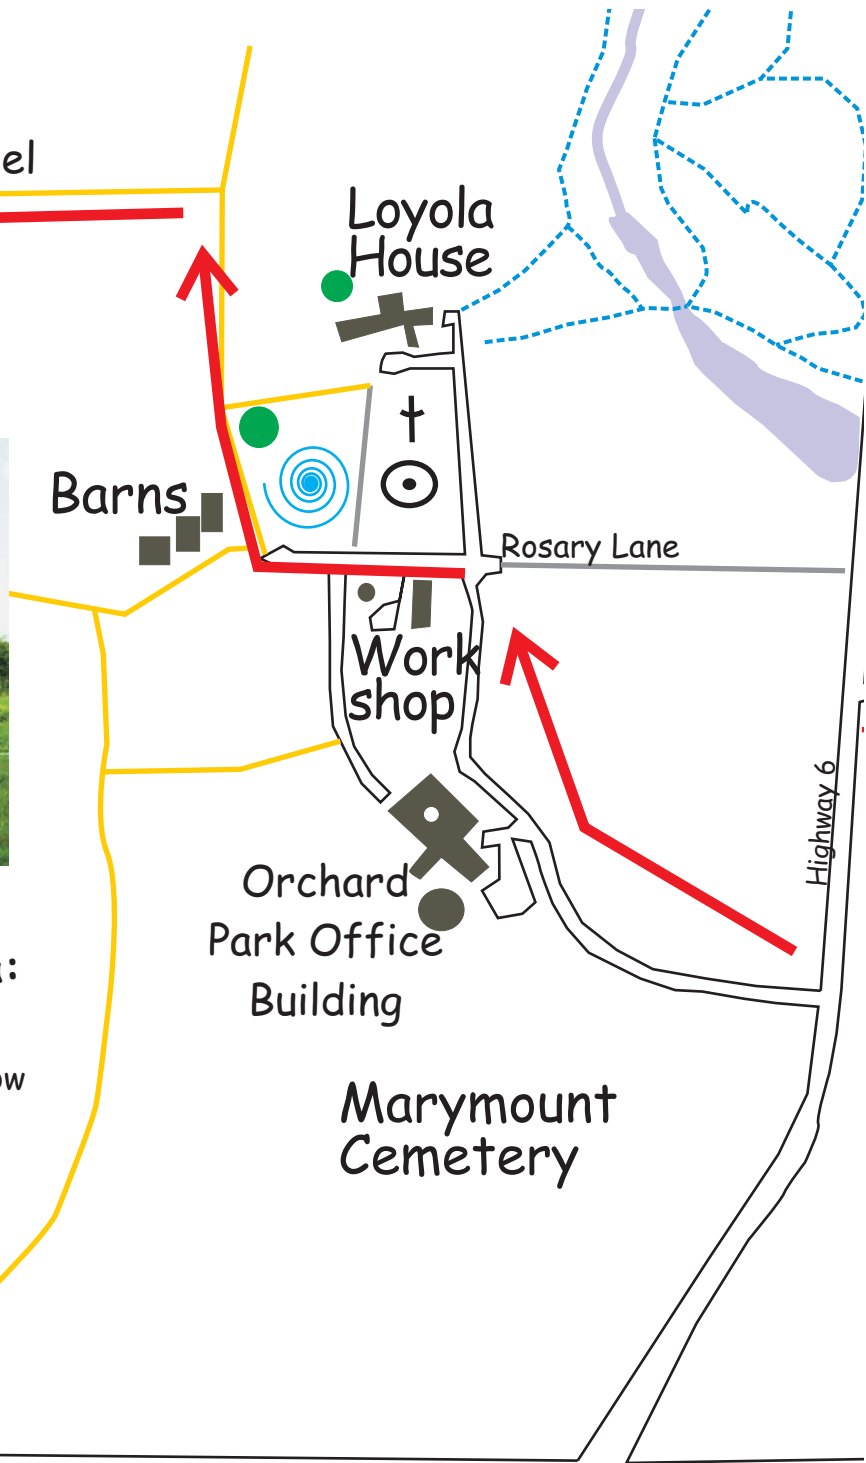 el
Loyola
House
Barns
Rosary Lane
Work
shop
Highway 6
Orchard
Park Office
Building
:
ow
Marymount
Cemetery